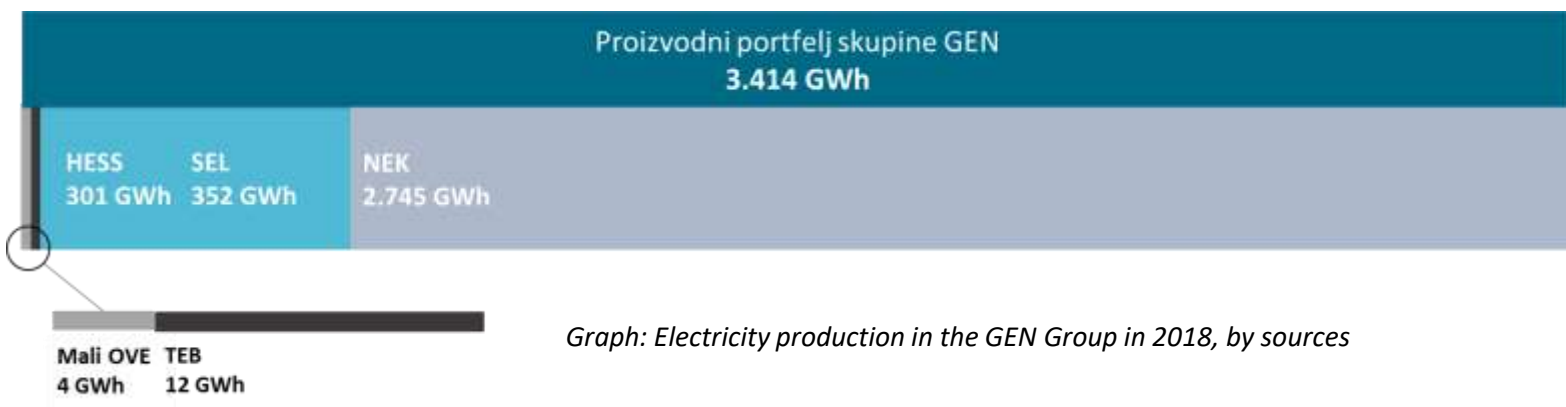 Proizvodni portfelj skupine GEN
3.414 GWh
HESS SEL NEK
301 GWh 352 GWh 2.745 GWh
Graph: Electricity production in the GEN Group in 2018, by sources
Mali OVE TEB
4 GWh 12 GWh